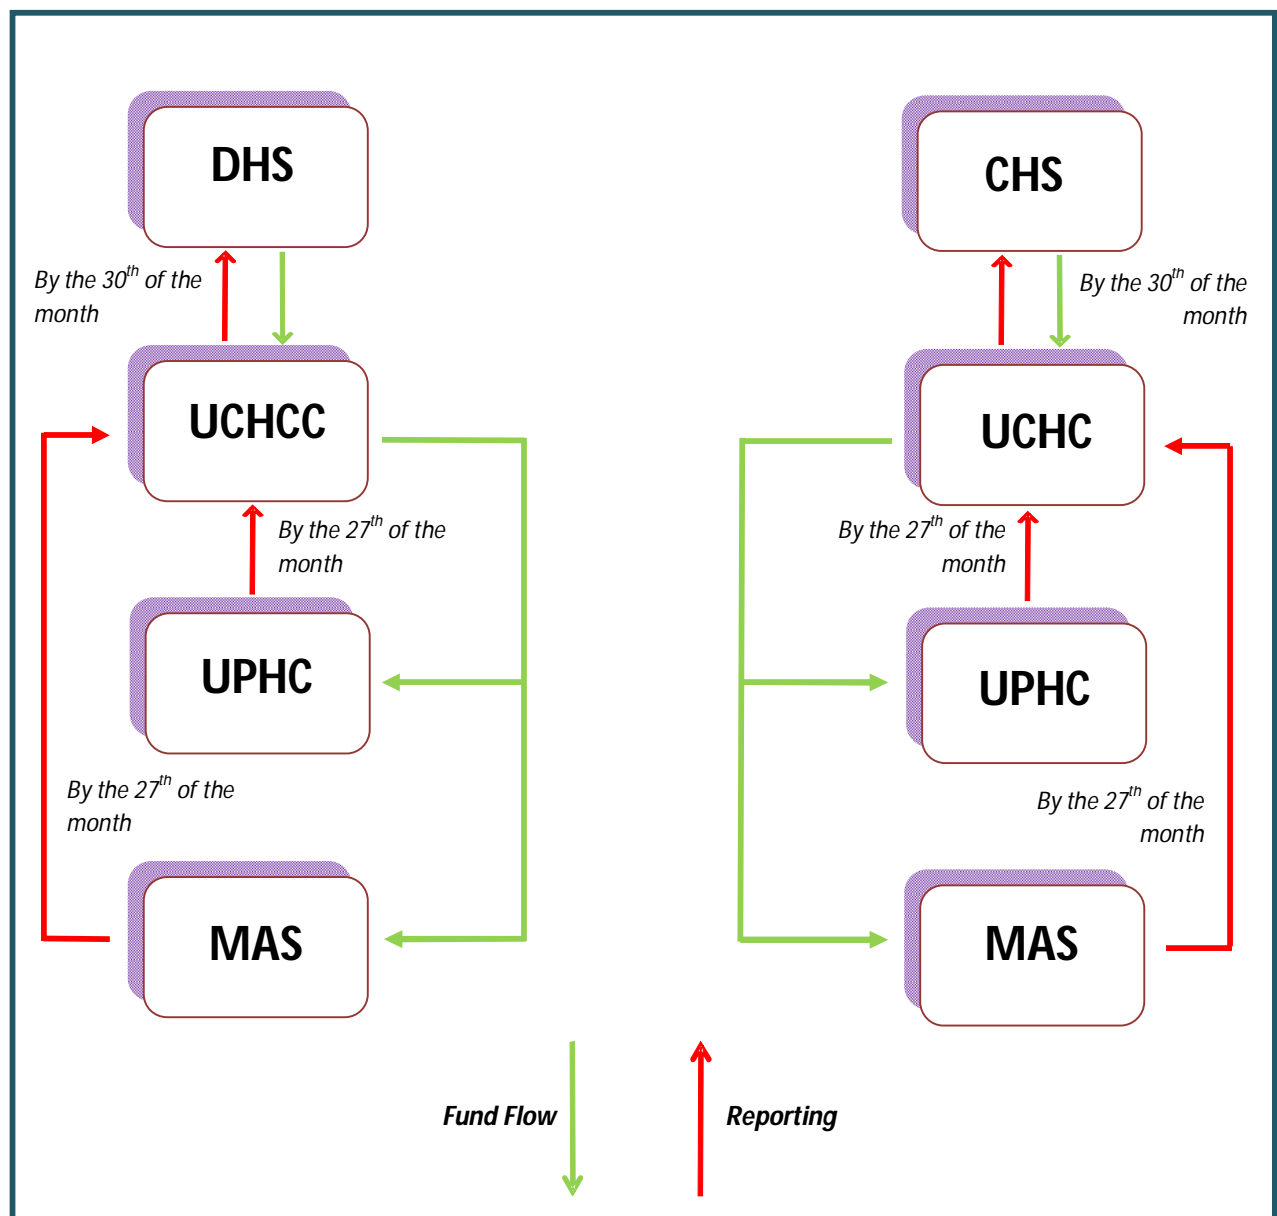 DHS
CHS
By the 30th of the
month
By the 30th of the
month
UCHCC
UCHC
By the 27th of the
month
By the 27th of the
month
UPHC
UPHC
By the 27th of the
month
By the 27th of the
month
MAS
MAS
Fund Flow
Reporting